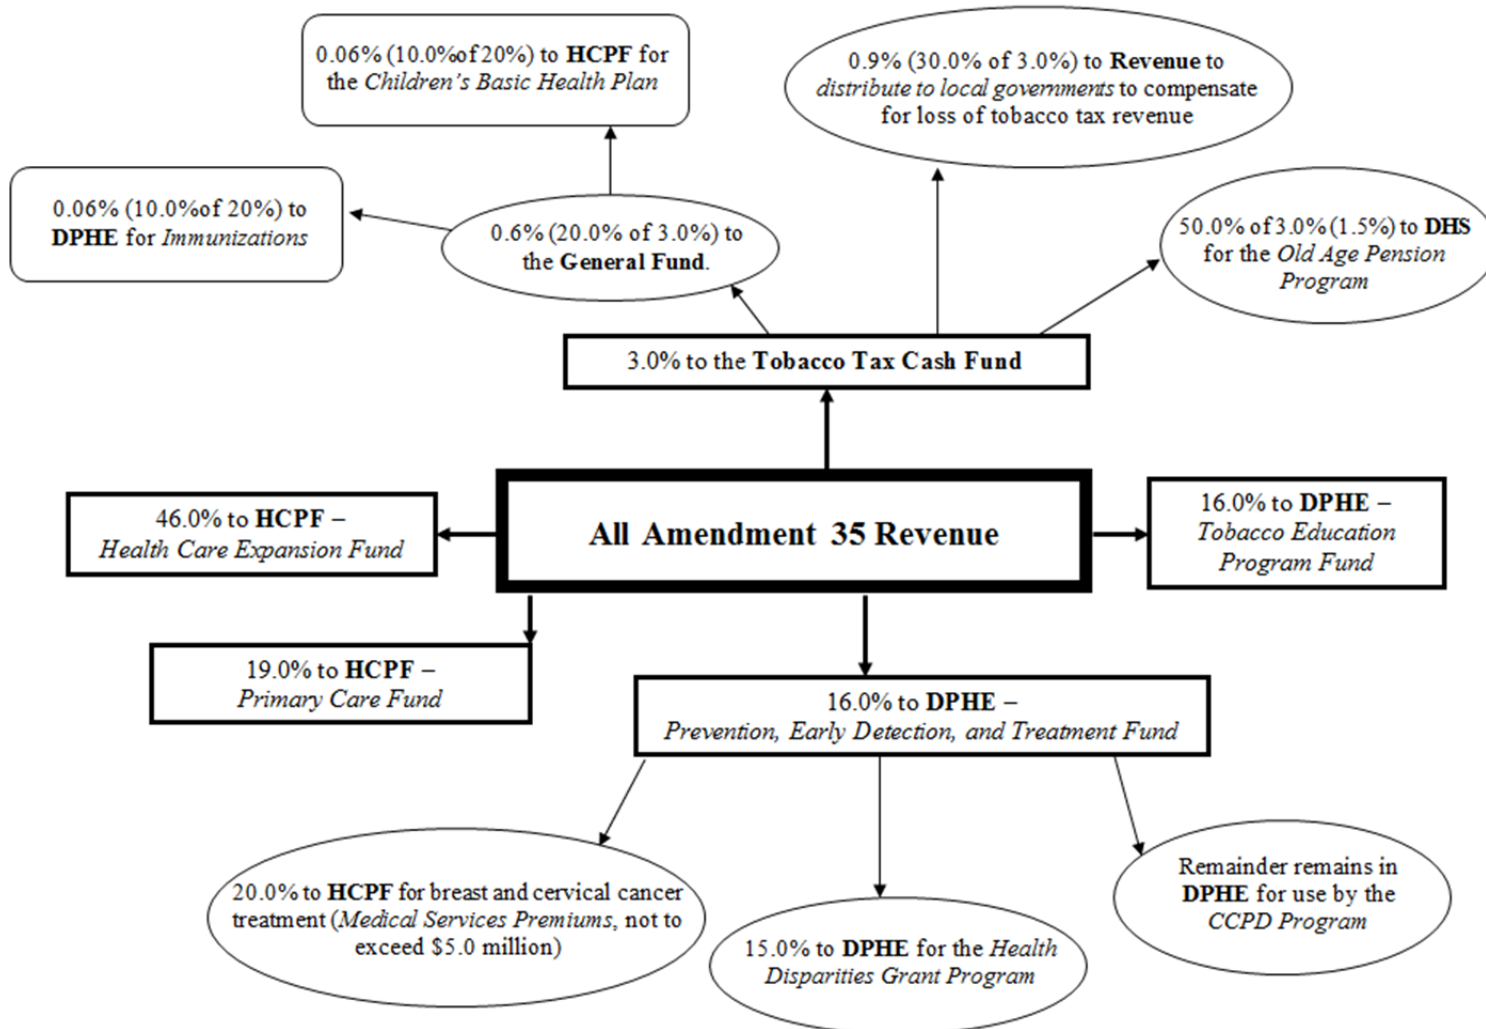 0.06% (10.0%of 20%) to HCPF for
the Children's Basic Health Plan
0.9% (30.0% of 3.0%) to Revenue to
distribute to local governments to compensate
for loss of tobacco tax revenue
0.06% (10.0%of 20%) to
DPHE for Immunizations
0.6% (20.0% of 3.0%) to
the General Fund.
50.0% of 3.0% (1.5%) to DHS
for the Old Age Pension
Program
3.0% to the Tobacco Tax Cash Fund
46.0% to HCPF –
Health Care Expansion Fund
All Amendment 35 Revenue
16.0% to DPHE –
Tobacco Education
Program Fund
19.0% to HCPF –
Primary Care Fund
16.0% to DPHE –
Prevention, Early Detection, and Treatment Fund
20.0% to HCPF for breast and cervical cancer
treatment (Medical Services Premiums, not to
exceed $5.0 million)
15.0% to DPHE for the Health
Disparities Grant Program
Remainder remains in
DPHE for use by the
CCPD Program